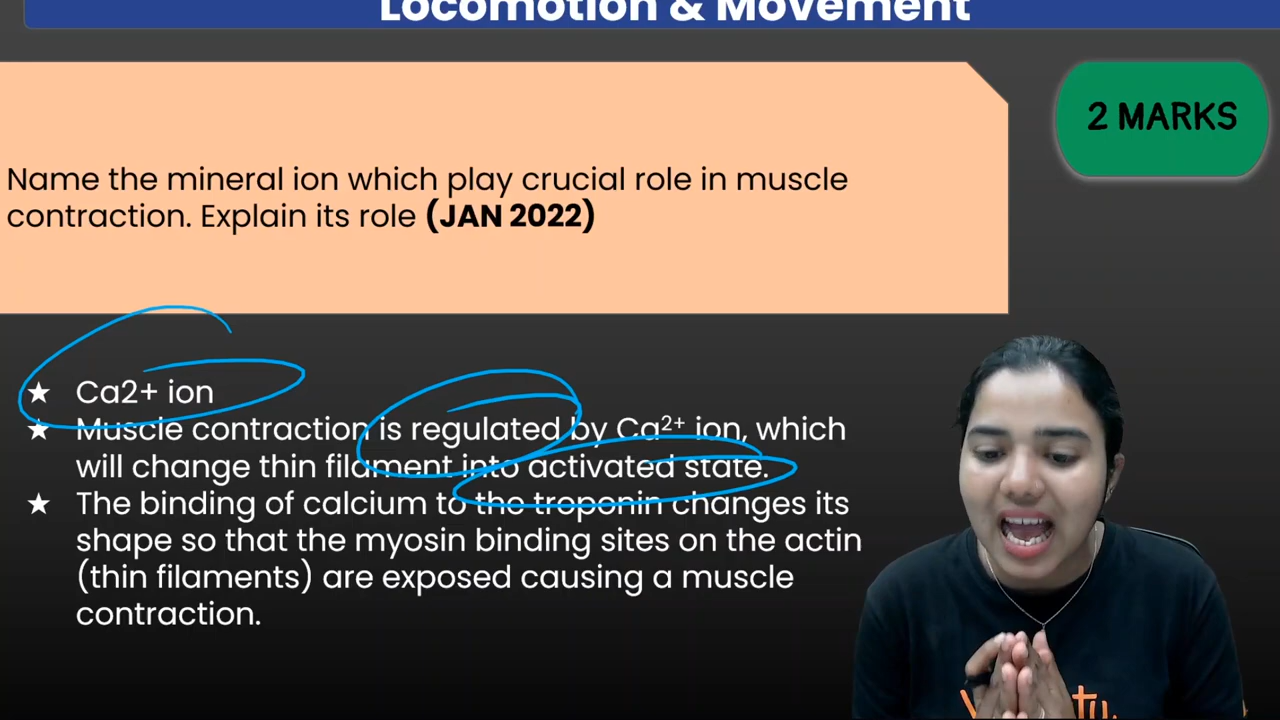 Locomotion & Movement
2 MARKS
Name the mineral ion which play crucial role in muscle
contraction. Explain its role (JAN 2022)
★ Ca2+ ion
★ Muscle contraction is regulated by Ca²⁺ ion, which
will change thin filament into activated state.
★ The binding of calcium to the troponin changes its
shape so that the myosin binding sites on the actin
(thin filaments) are exposed causing a muscle
contraction.